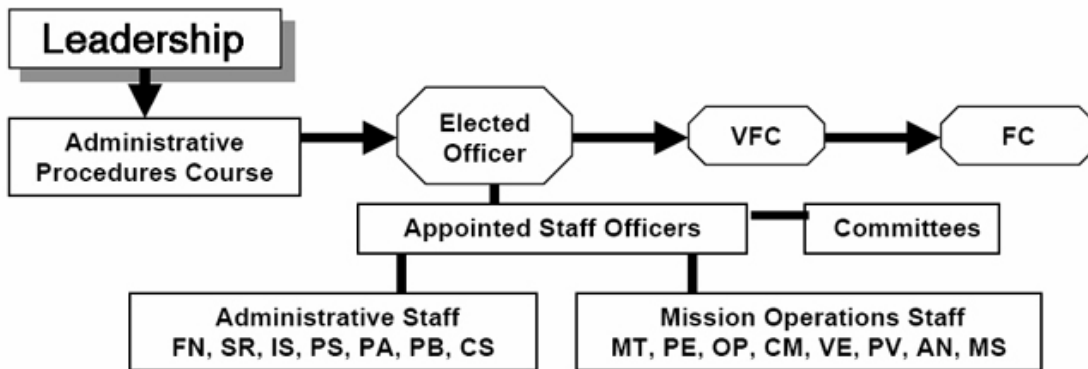 Leadership
Administrative
Procedures Course
Elected
Officer
VFC
FC
Appointed Staff Officers
Committees
Administrative Staff
FN, SR, IS, PS, PA, PB, CS
Mission Operations Staff
MT, PE, OP, CM, VE, PV, AN, MS